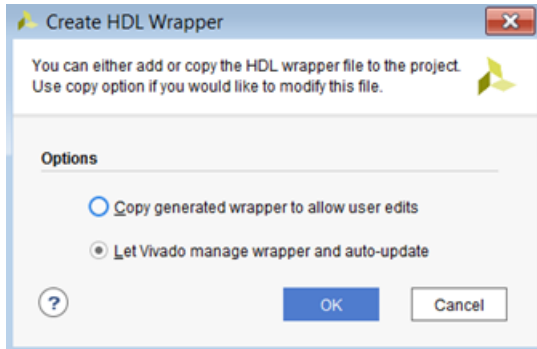 Create HDL Wrapper
You can either add or copy the HDL wrapper file to the project.
Use copy option if you would like to modify this file.
Options
Copy generated wrapper to allow user edits
Let Vivado manage wrapper and auto-update
?
OK
Cancel